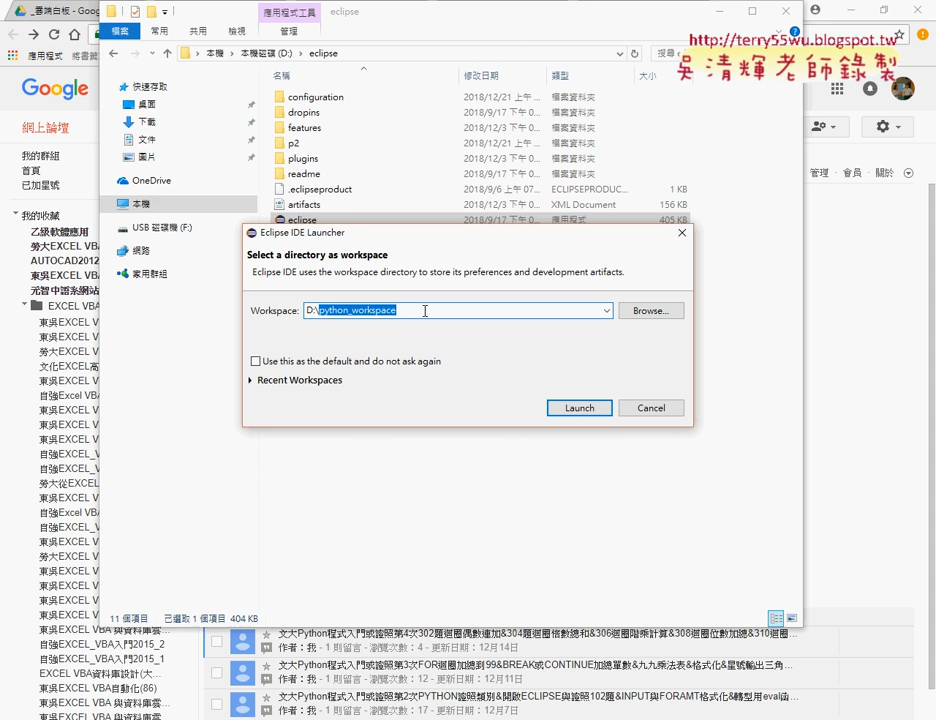 _雲端白板 - Goog
應用程式工具
eclipse
檔案
常用
共用
檢視
管理
http://terry55wu.blogspot.tw
吳清輝老師錄製
應用程式
本機
本機磁碟 (D:)
eclipse
Google
名稱
修改日期
類型
大小
快速存取
桌面
下載
文件
圖片
OneDrive
本機
USB 磁碟機 (F:)
網路
家用群組
configuration
2018/12/21 上午 ...
檔案資料夾
dropins
2018/9/17 下午 0...
檔案資料夾
features
2018/12/3 下午 0...
檔案資料夾
p2
2018/12/21 上午 ...
檔案資料夾
plugins
2018/12/3 下午 0...
檔案資料夾
readme
2018/9/17 下午 0...
檔案資料夾
.eclipseproduct
2018/9/6 上午 07...
ECLIPSEPRODUC...
1 KB
artifacts
2018/12/3 下午 0...
XML Document
156 KB
eclipse
2018/9/17 下午 0...
應用程式
405 KB
網上論壇
我的群組
首頁
已加星號
管理 · 會員 · 關於
我的收藏
乙級軟體應用
勞大EXCEL VBA
AUTOCAD2012
東吳EXCEL VBA
元智中語系網站
EXCEL VBA
東吳EXCEL V
東吳EXCEL V
勞大EXCEL V
文化EXCEL高
東吳EXCEL V
自強Excel VB
東吳EXCEL V
東吳EXCEL V
自強EXCEL_V
東吳EXCEL V
自強EXCEL_V
勞大從EXCEL
東吳EXCEL V
自強Excel VB
自強EXCEL_V
東吳EXCEL V
勞大EXCEL V
東吳EXCEL V
東吳EXCEL V
東吳EXCEL V
自強EXCEL V
EXCEL VBA 與資料庫雲...
EXCEL_VBA入門2015_2
EXCEL_VBA入門2015_1
EXCEL VBA資料庫設計(大...
EXCEL VBA自動化(86)
EXCEL VBA 與資料庫雲...
Eclipse IDE Launcher
Select a directory as workspace
Eclipse IDE uses the workspace directory to store its preferences and development artifacts.
Workspace:
D:\python_workspace
Browse...
Use this as the default and do not ask again
Recent Workspaces
Launch
Cancel
11 個項目
已選取 1 個項目 404 KB
文大Python程式入門或證照第4次302題迴圈偶數連加&304題迴圈倍數總和&306迴圈階乘計算&308迴圈位數加總&310迴圈...
作者：我 - 1 則留言 - 瀏覽次數：4 - 更新日期：12月14日
文大Python程式入門或證照第3次FOR迴圈加總到99&BREAK或CONTINUE加總單數&九九乘法表&格式化&星號輸出三角...
作者：我 - 1 則留言 - 瀏覽次數：12 - 更新日期：12月11日
文大Python程式入門或證照第2次PYTHON證照類別&開啟ECLIPSE與證照102題&INPUT與FORAMT格式化&轉型用eval函...
作者：我 - 1 則留言 - 瀏覽次數：17 - 更新日期：12月7日